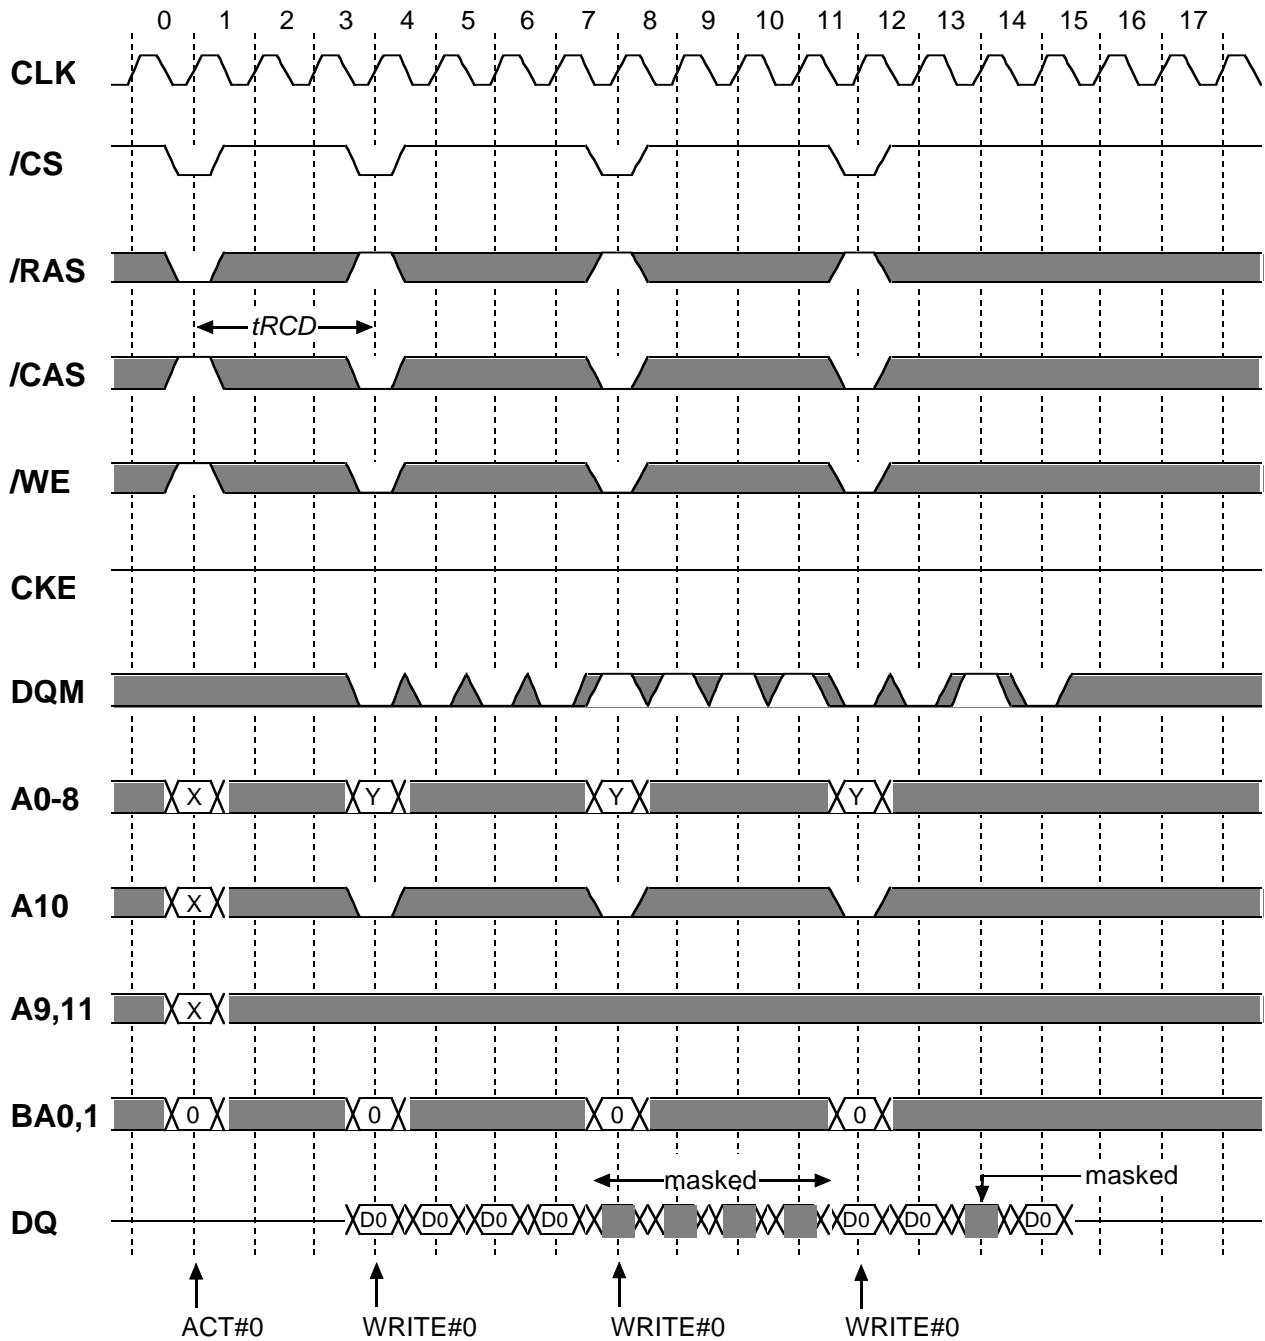 0 1 2 3 4 5 6 7 8 9 10 11 12 13 14 15 16 17
CLK
/CS
/RAS
tRCD
/CAS
/WE
CKE
DQM
A0-8 X Y Y Y
A10 X
A9,11 X
BA0,1 0 0 0 0
masked masked
DQ D0 D0 D0 D0 D0 D0 D0
ACT#0 WRITE#0 WRITE#0 WRITE#0